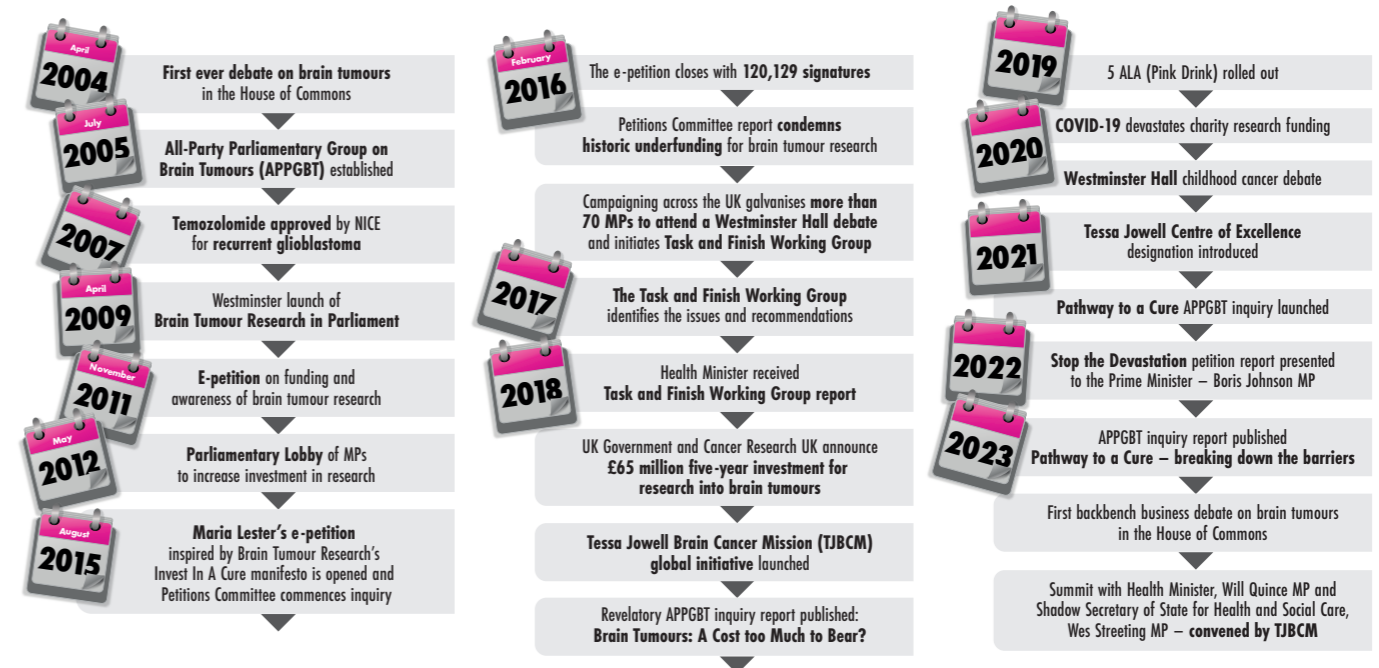 April
2004
First ever debate on brain tumours
in the House of Commons
July
2005
All-Party Parliamentary Group on
Brain Tumours (APPGBT) established
2007
Temozolomide approved by NICE
for recurrent glioblastoma
April
2009
Westminster launch of
Brain Tumour Research in Parliament
November
2011
E-petition on funding and
awareness of brain tumour research
May
2012
Parliamentary Lobby of MPs
to increase investment in research
August
2015
Maria Lester's e-petition
inspired by Brain Tumour Research's
Invest In A Cure manifesto is opened and
Petitions Committee commences inquiry
February
2016
The e-petition closes with 120,129 signatures
Petitions Committee report condemns
historic underfunding for brain tumour research
Campaigning across the UK galvanises more than
70 MPs to attend a Westminster Hall debate
and initiates Task and Finish Working Group
2017
The Task and Finish Working Group
identifies the issues and recommendations
2018
Health Minister received
Task and Finish Working Group report
UK Government and Cancer Research UK announce
£65 million five-year investment for
research into brain tumours
Tessa Jowell Brain Cancer Mission (TJBCM)
global initiative launched
Revelatory APPGBT inquiry report published:
Brain Tumours: A Cost too Much to Bear?
2019
5 ALA (Pink Drink) rolled out
2020
COVID-19 devastates charity research funding
Westminster Hall childhood cancer debate
2021
Tessa Jowell Centre of Excellence
designation introduced
Pathway to a Cure APPGBT inquiry launched
2022
Stop the Devastation petition report presented
to the Prime Minister – Boris Johnson MP
2023
APPGBT inquiry report published
Pathway to a Cure – breaking down the barriers
First backbench business debate on brain tumours
in the House of Commons
Summit with Health Minister, Will Quince MP and
Shadow Secretary of State for Health and Social Care,
Wes Streeting MP – convened by TJBCM